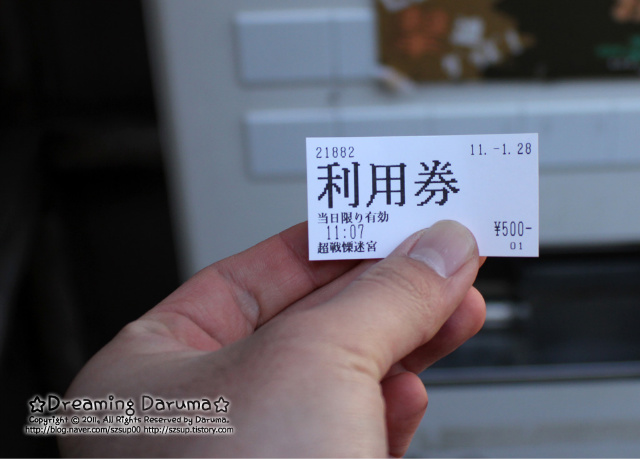 21882 11.-1.28
利用券
当日限り有効
11:07 ¥500-
超戦慄迷宮 01
☆Dreaming Daruma☆
Copyright © 2011, All Rights Reserved by Daruma.
http://blog.naver.com/szsup00 http://szsup.tistory.com